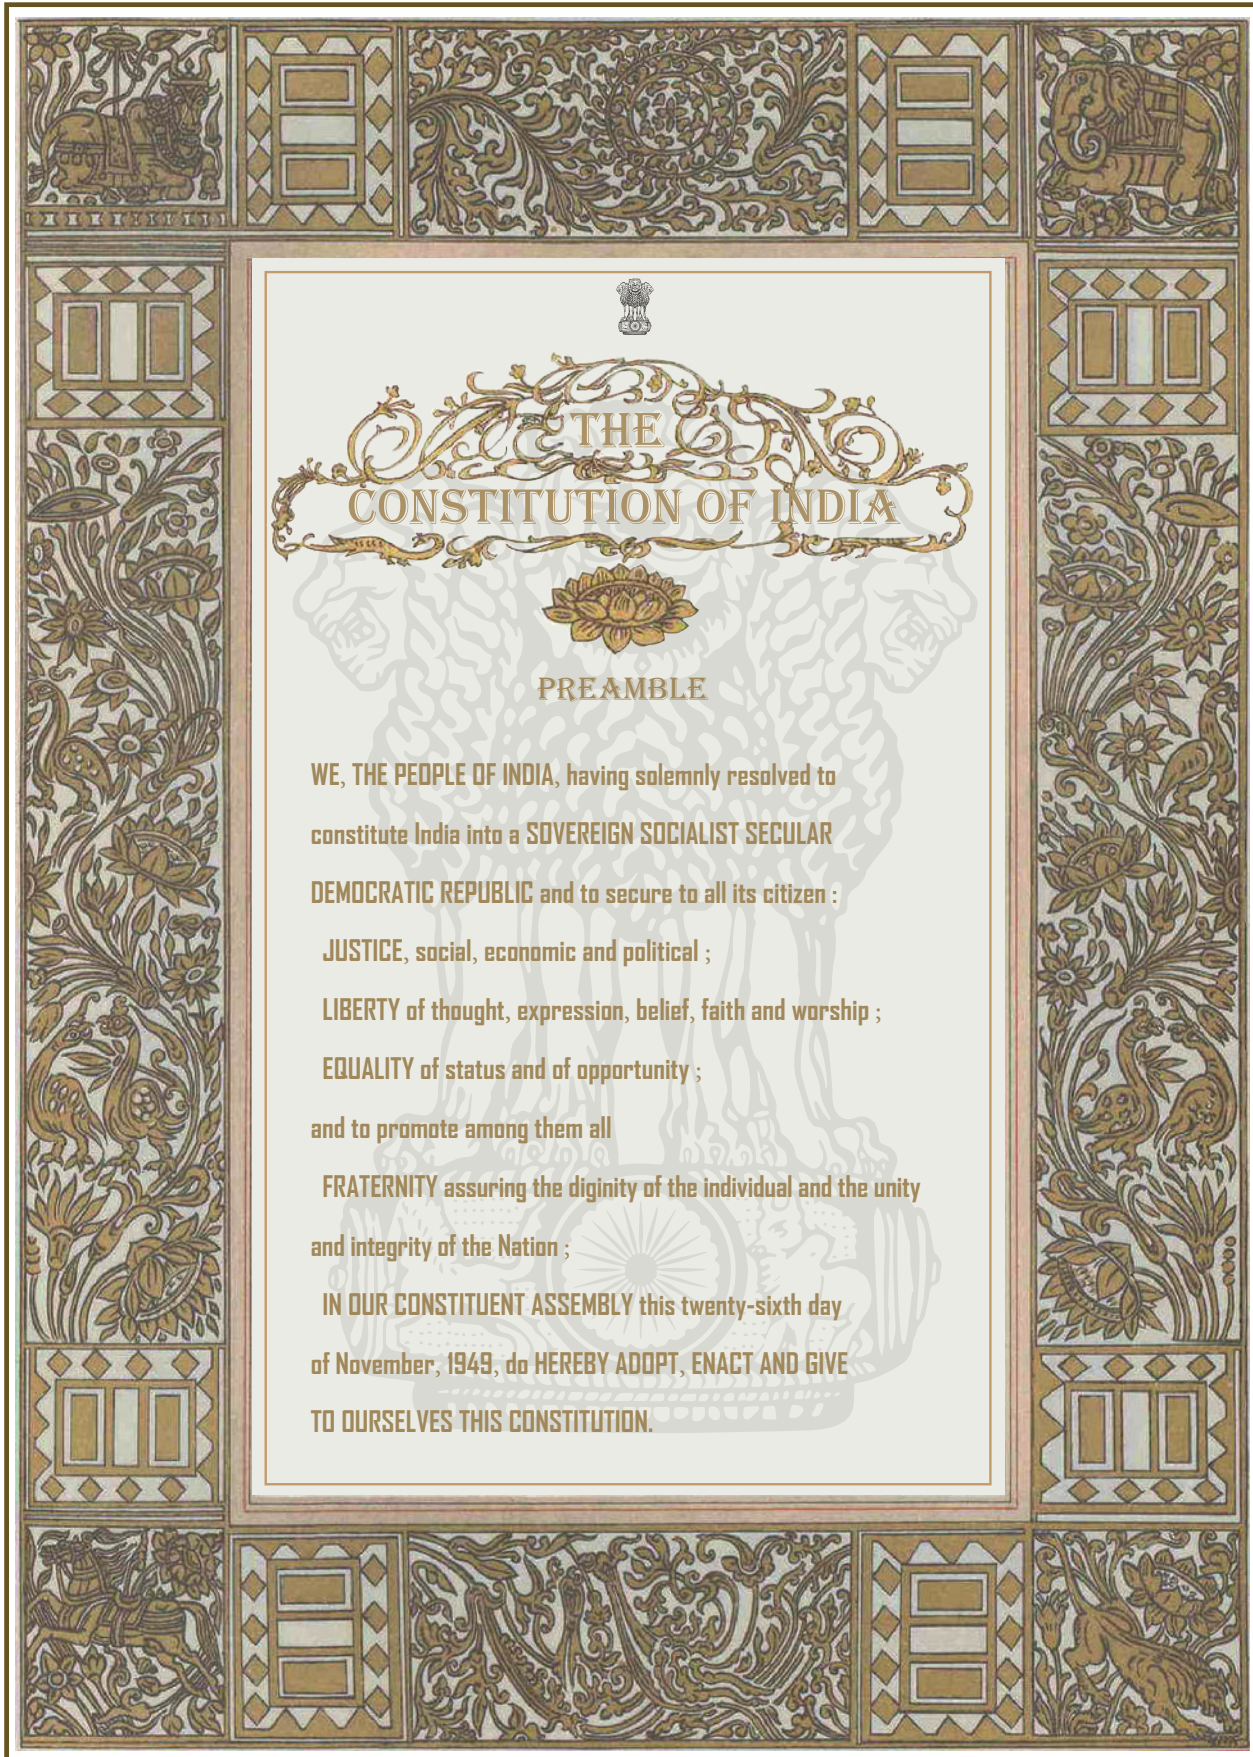 THE
CONSTITUTION OF INDIA
PREAMBLE
WE, THE PEOPLE OF INDIA, having solemnly resolved to
constitute India into a SOVEREIGN SOCIALIST SECULAR
DEMOCRATIC REPUBLIC and to secure to all its citizen :
JUSTICE, social, economic and political ;
LIBERTY of thought, expression, belief, faith and worship ;
EQUALITY of status and of opportunity ;
and to promote among them all
FRATERNITY assuring the diginity of the individual and the unity
and integrity of the Nation ;
IN OUR CONSTITUENT ASSEMBLY this twenty-sixth day
of November, 1949, do HEREBY ADOPT, ENACT AND GIVE
TO OURSELVES THIS CONSTITUTION.